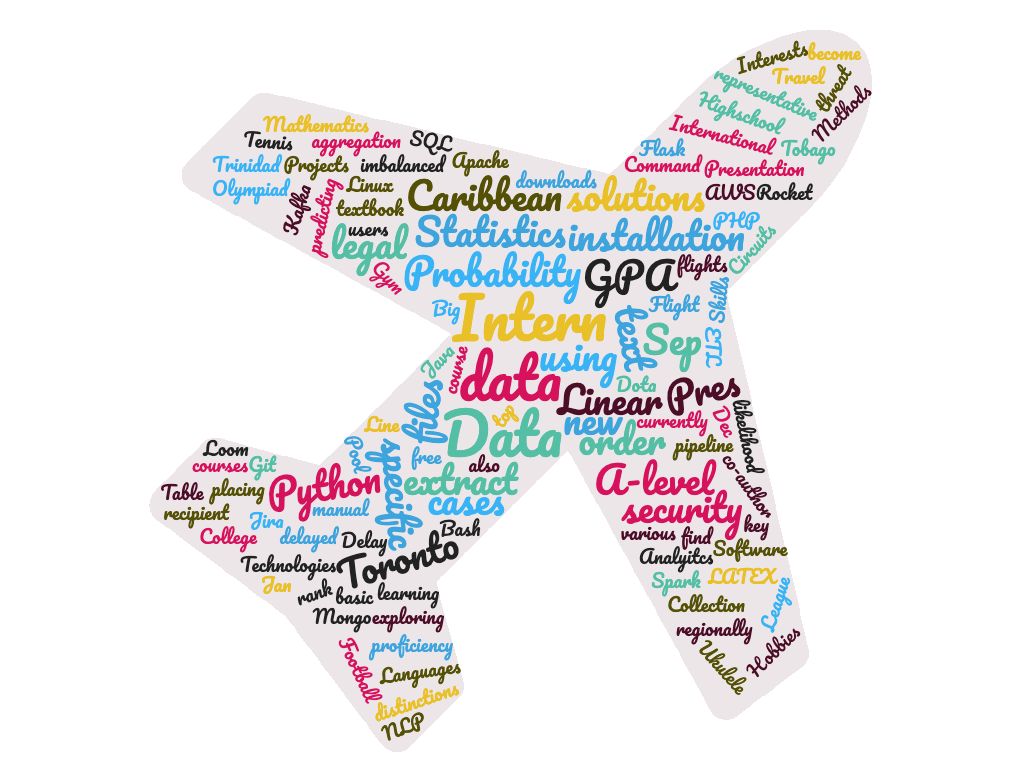 Interests become
Travel
representative
threat
Highschool
Methods
International
Flask
Tobago
Command Presentation
AWS Rocket
Mathematics
Tennis aggregation SQL
Trinidad Projects imbalanced Apache
Olympiad Linux downloads
Kafka predicting textbook Caribbean solutions
users
legal Statistics installation PHP
Circuits
Gym Probability GPA flights
Big Intern text Flight Skills
Sep ETC
Java course data using
Dota
files Linear Pres
top new currently Dec likelihood
Line Data order pipeline
Pool specific free also
Loom
courses Git
extract A-level co-author
Table placing Python cases security key
recipient manual
Jira various find
College delayed Delay Bash Analyitcs Software
Technologies Toronto
Spark LATEX
Jan rank basic learning League
Collection
Mongo exploring
regionally
proficiency
Football Ukulele Hobbies
Languages
distinctions
NLP